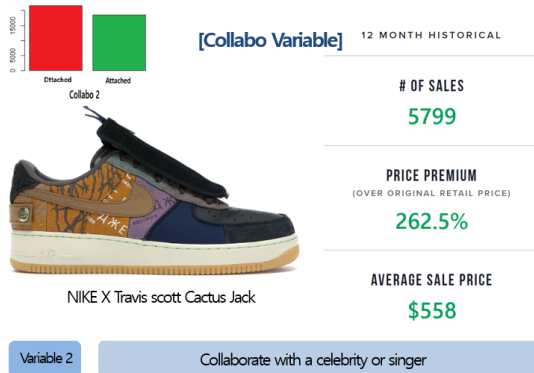 15000
5000
0
Dttached
Attached
Collabo 2
[Collabo Variable]
12 MONTH HISTORICAL
# OF SALES
5799
PRICE PREMIUM
(OVER ORIGINAL RETAIL PRICE)
262.5%
AVERAGE SALE PRICE
$558
ДЖЕ
NIKE X Travis scott Cactus Jack
Variable 2
Collaborate with a celebrity or singer